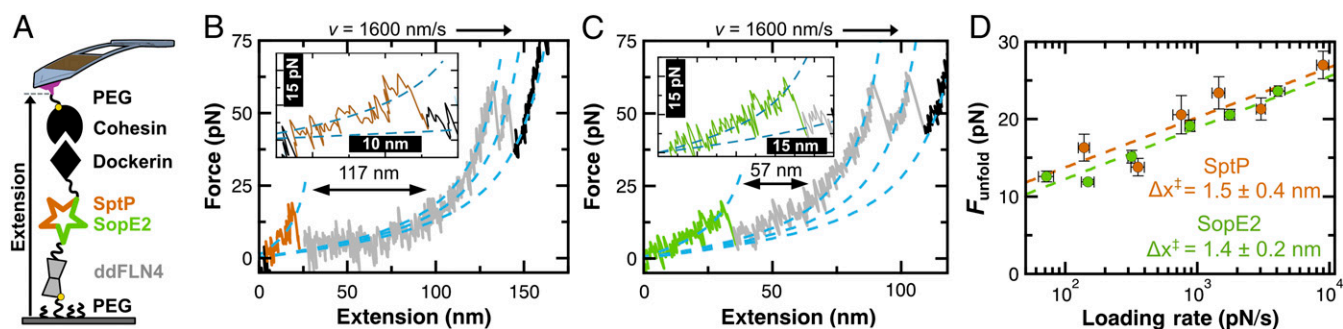 A
PEG
Cohesin
Dockerin
SptP
SopE2
ddFLN4
PEG
Extension
B
v = 1600 nm/s
Force (pN)
75
50
25
0
15 pN
10 nm
117 nm
0
50
100
150
Extension (nm)
C
v = 1600 nm/s
Force (pN)
75
50
25
0
15 pN
15 nm
57 nm
0
50
100
Extension (nm)
D
Funfold (pN)
30
20
10
0
SptP
Δx‡ = 1.5 ± 0.4 nm
SopE2
Δx‡ = 1.4 ± 0.2 nm
10²
10³
10⁴
Loading rate (pN/s)